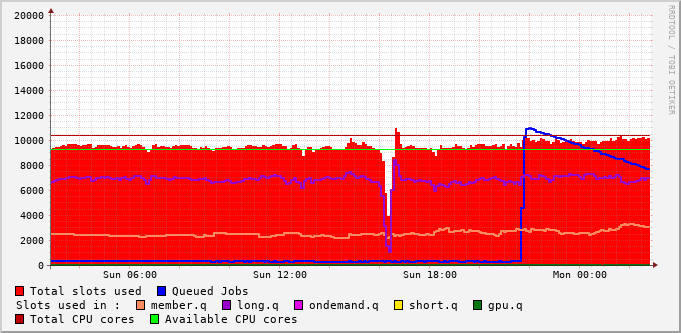 20000
18000
16000
14000
12000
10000
8000
6000
4000
2000
0
Sun 06:00 Sun 12:00 Sun 18:00 Mon 00:00
Total slots used Queued Jobs
Slots used in : member.q long.q ondemand.q short.q gpu.q
Total CPU cores Available CPU cores
RRDTOOL / TOBI OETIKER